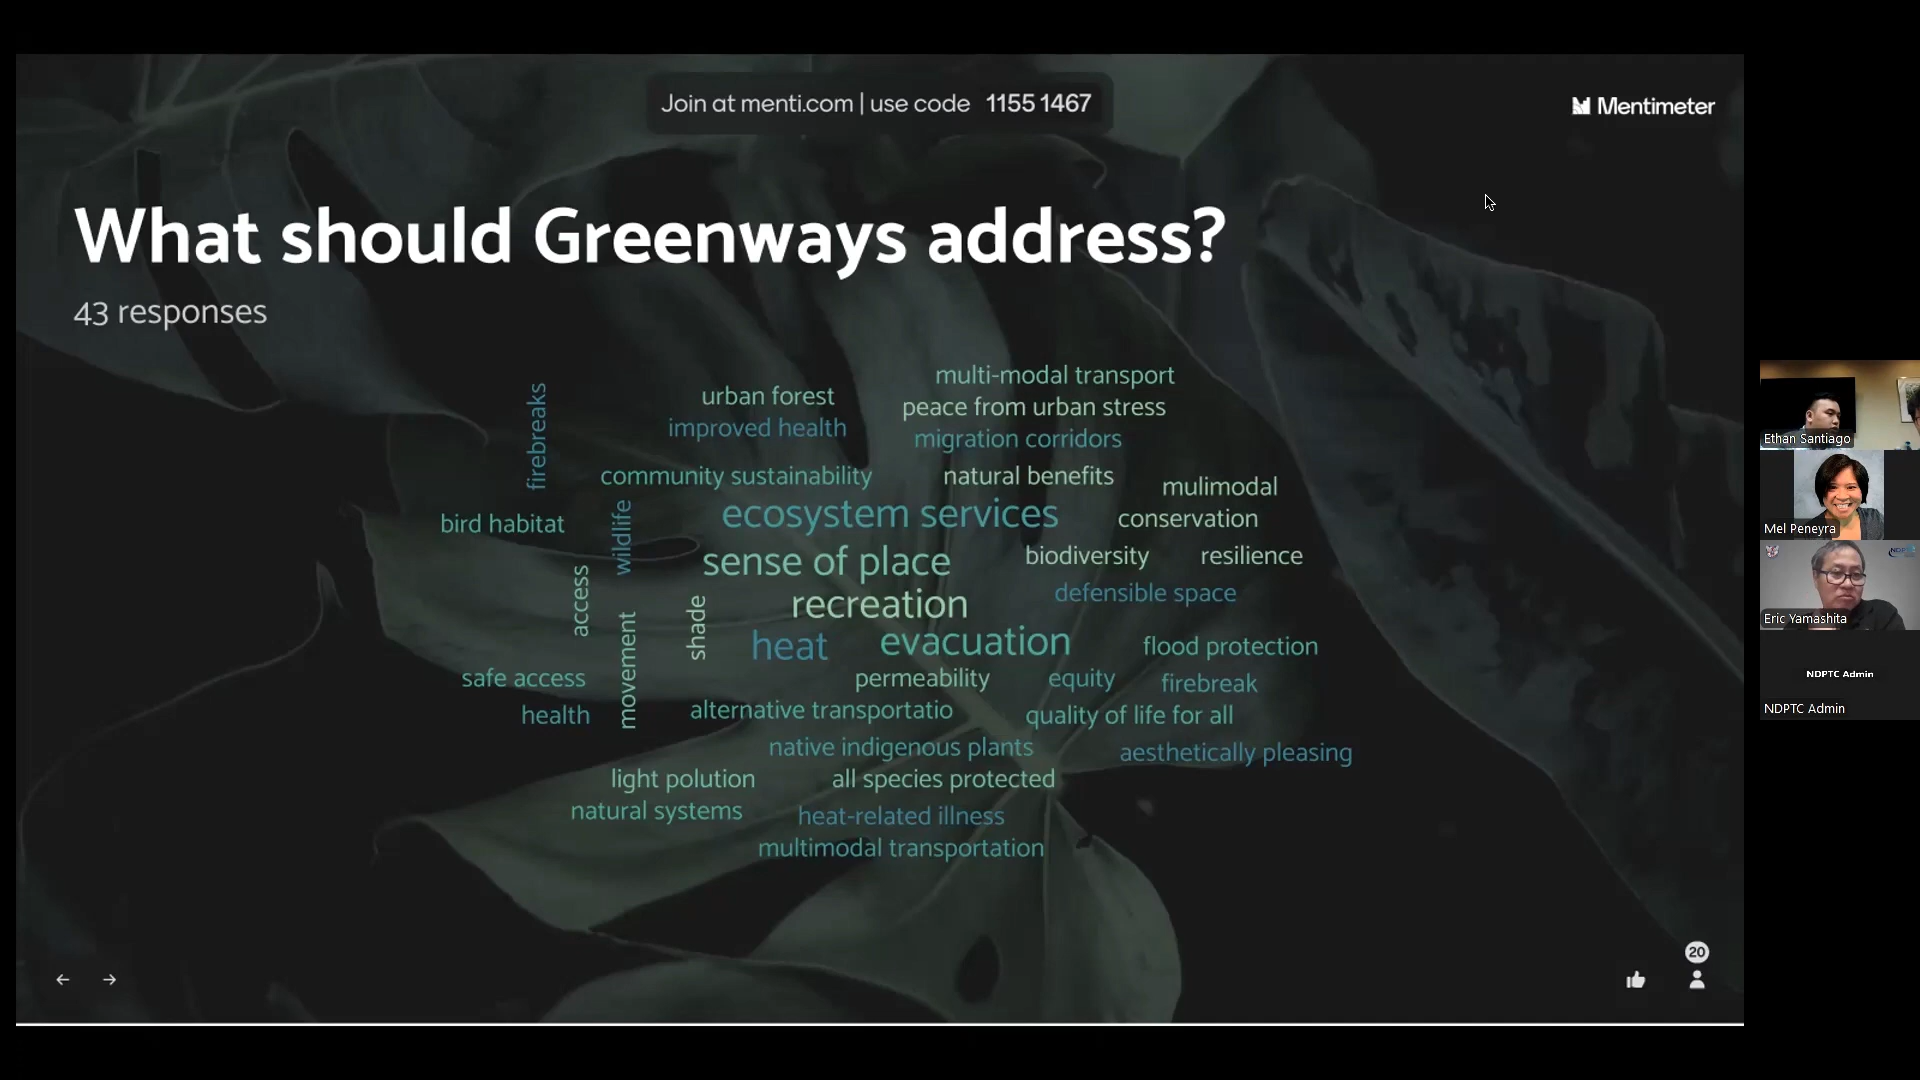 Join at menti.com | use code 1155 1467
Mentimeter
What should Greenways address?
43 responses
multi-modal transport
urban forest
peace from urban stress
firebreaks
improved health
migration corridors
community sustainability
natural benefits
mulimodal
ecosystem services
conservation
bird habitat
wildlife
sense of place
biodiversity
resilience
access
defensible space
recreation
shade
movement
heat
evacuation
flood protection
safe access
permeability
equity
firebreak
health
alternative transportatio
quality of life for all
native indigenous plants
aesthetically pleasing
light polution
all species protected
natural systems
heat-related illness
multimodal transportation
20
Ethan Santiago
Mel Peneyra
Eric Yamashita
NDPTC Admin
NDPTC Admin